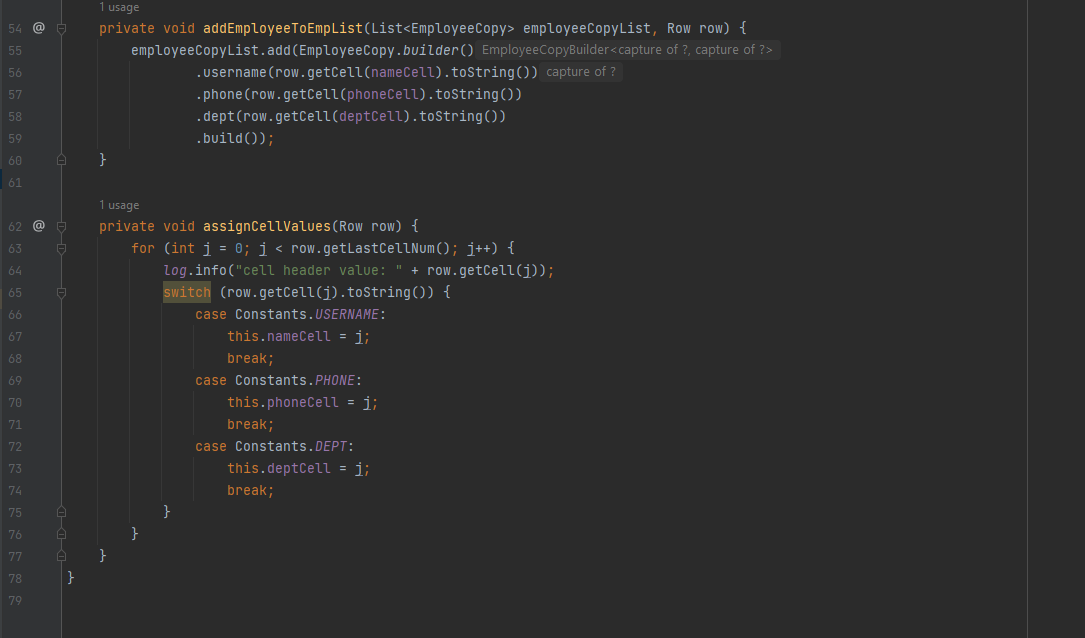 1 usage
54 @ private void addEmployeeToEmpList(List<EmployeeCopy> employeeCopyList, Row row) {
55 employeeCopyList.add(EmployeeCopy.builder() EmployeeCopyBuilder<capture of ?, capture of ?>
56 .username(row.getCell(nameCell).toString()) capture of ?
57 .phone(row.getCell(phoneCell).toString())
58 .dept(row.getCell(deptCell).toString())
59 .build());
60 }
61
1 usage
62 @ private void assignCellValues(Row row) {
63 for (int j = 0; j < row.getLastCellNum(); j++) {
64 log.info("cell header value: " + row.getCell(j));
65 switch (row.getCell(j).toString()) {
66 case Constants.USERNAME:
67 this.nameCell = j;
68 break;
69 case Constants.PHONE:
70 this.phoneCell = j;
71 break;
72 case Constants.DEPT:
73 this.deptCell = j;
74 break;
75 }
76 }
77 }
78 }
79